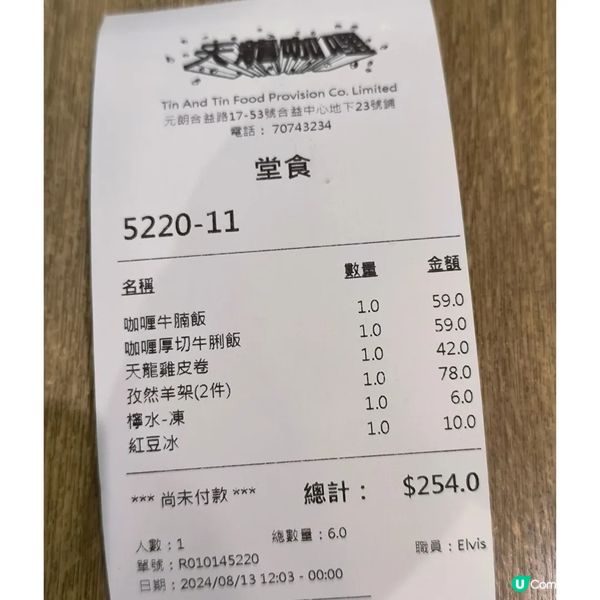 天龍咖喱
Tin And Tin Food Provision Co. Limited
元朗合益路17-53號合益中心地下23號舖
電話： 70743234
堂食
5220-11
名稱 數量 金額
咖喱牛腩飯 1.0 59.0
咖喱厚切牛脷飯 1.0 59.0
天龍雞皮卷 1.0 42.0
孜然羊架(2件) 1.0 78.0
檸水-凍 1.0 6.0
紅豆冰 1.0 10.0
*** 尚未付款 *** 總計： $254.0
人數：1 總數量：6.0
單號：R010145220 職員：Elvis
日期：2024/08/13 12:03 - 00:00
U Com